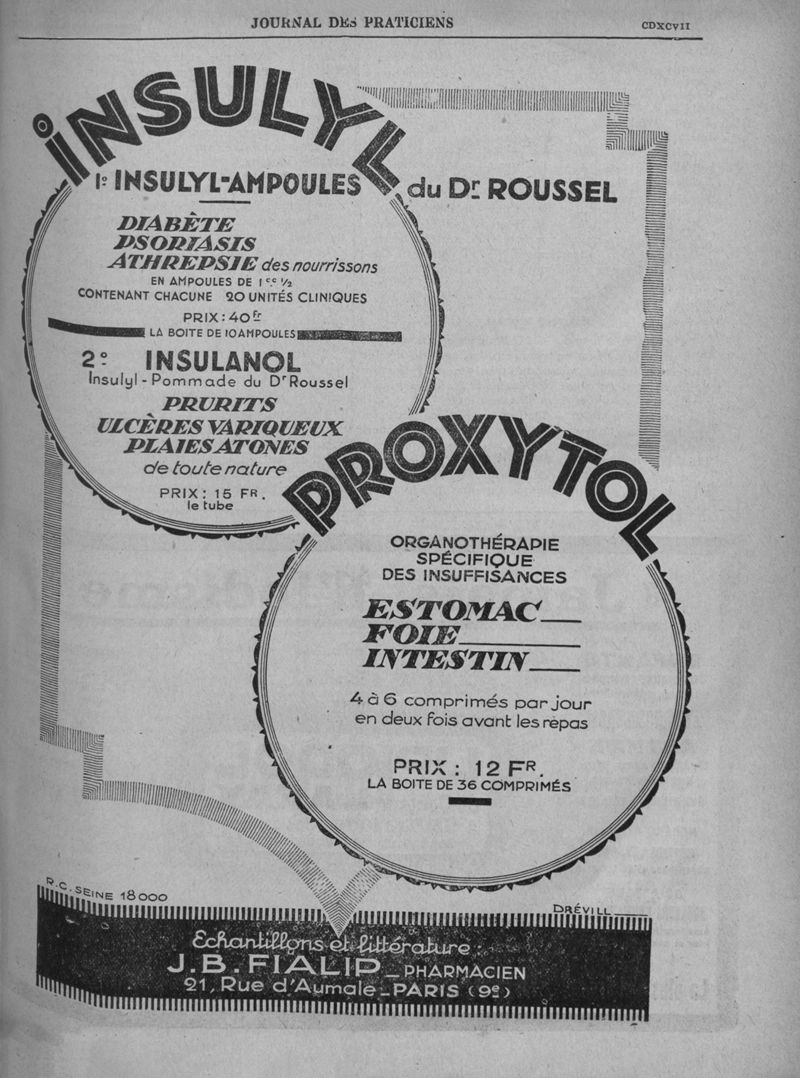 JOURNAL DES PRATICIENS
CDXCVII
INSULYL
1º INSULYL-AMPOULES du Dr ROUSSEL
DIABÈTE
PSORIASIS
ATHREPSIE des nourrissons
EN AMPOULES DE 1 c.c 1/2
CONTENANT CHACUNE 20 UNITÉS CLINIQUES
PRIX : 40 fr
LA BOITE DE 10 AMPOULES
2º INSULANOL
Insulyl - Pommade du Dr Roussel
PRURITS
ULCÈRES VARIQUEUX
PLAIES ATONES
de toute nature
PRIX : 15 FR.
le tube
PROXYTOL
ORGANOTHÉRAPIE
SPÉCIFIQUE
DES INSUFFISANCES
ESTOMAC
FOIE
INTESTIN
4 à 6 comprimés par jour
en deux fois avant les repas
PRIX : 12 FR.
LA BOITE DE 36 COMPRIMÉS
R.C. SEINE 18000
DRÉVILL
Echantillons et littérature :
J.B. FIALIP _ PHARMACIEN
21, Rue d'Aumale _ PARIS (9e)